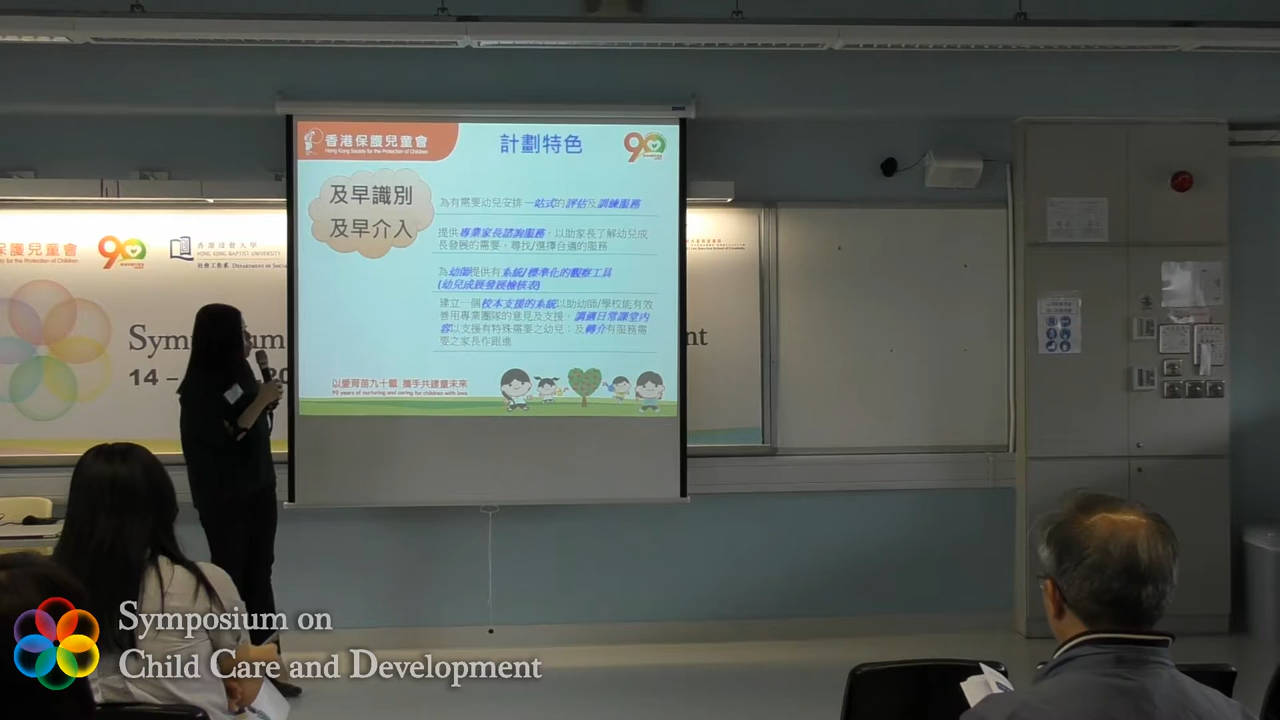 香港保護兒童會
Hong Kong Society for the Protection of Children
計劃特色
90
及早識別
及早介入
為有需要幼兒安排一站式的評估及訓練服務
提供專業家長諮詢服務，以助家長了解幼兒成
長發展的需要，尋找/選擇合適的服務
為幼師提供有系統/標準化的觀察工具
(幼兒成長發展檢核表)
建立一個校本支援的系統以助幼師/學校能有效
善用專業團隊的意見及支援，調適日常課堂內
容以支援有特殊需要之幼兒；及轉介有服務需
要之家長作跟進
以愛育苗九十載 攜手共建童未來
90 years of nurturing and caring for children with love
保護兒童會
90
香港浸會大學
HONG KONG BAPTIST UNIVERSITY
社會工作系 Department of Social
Symposium
nt
14 –
Symposium on
Child Care and Development